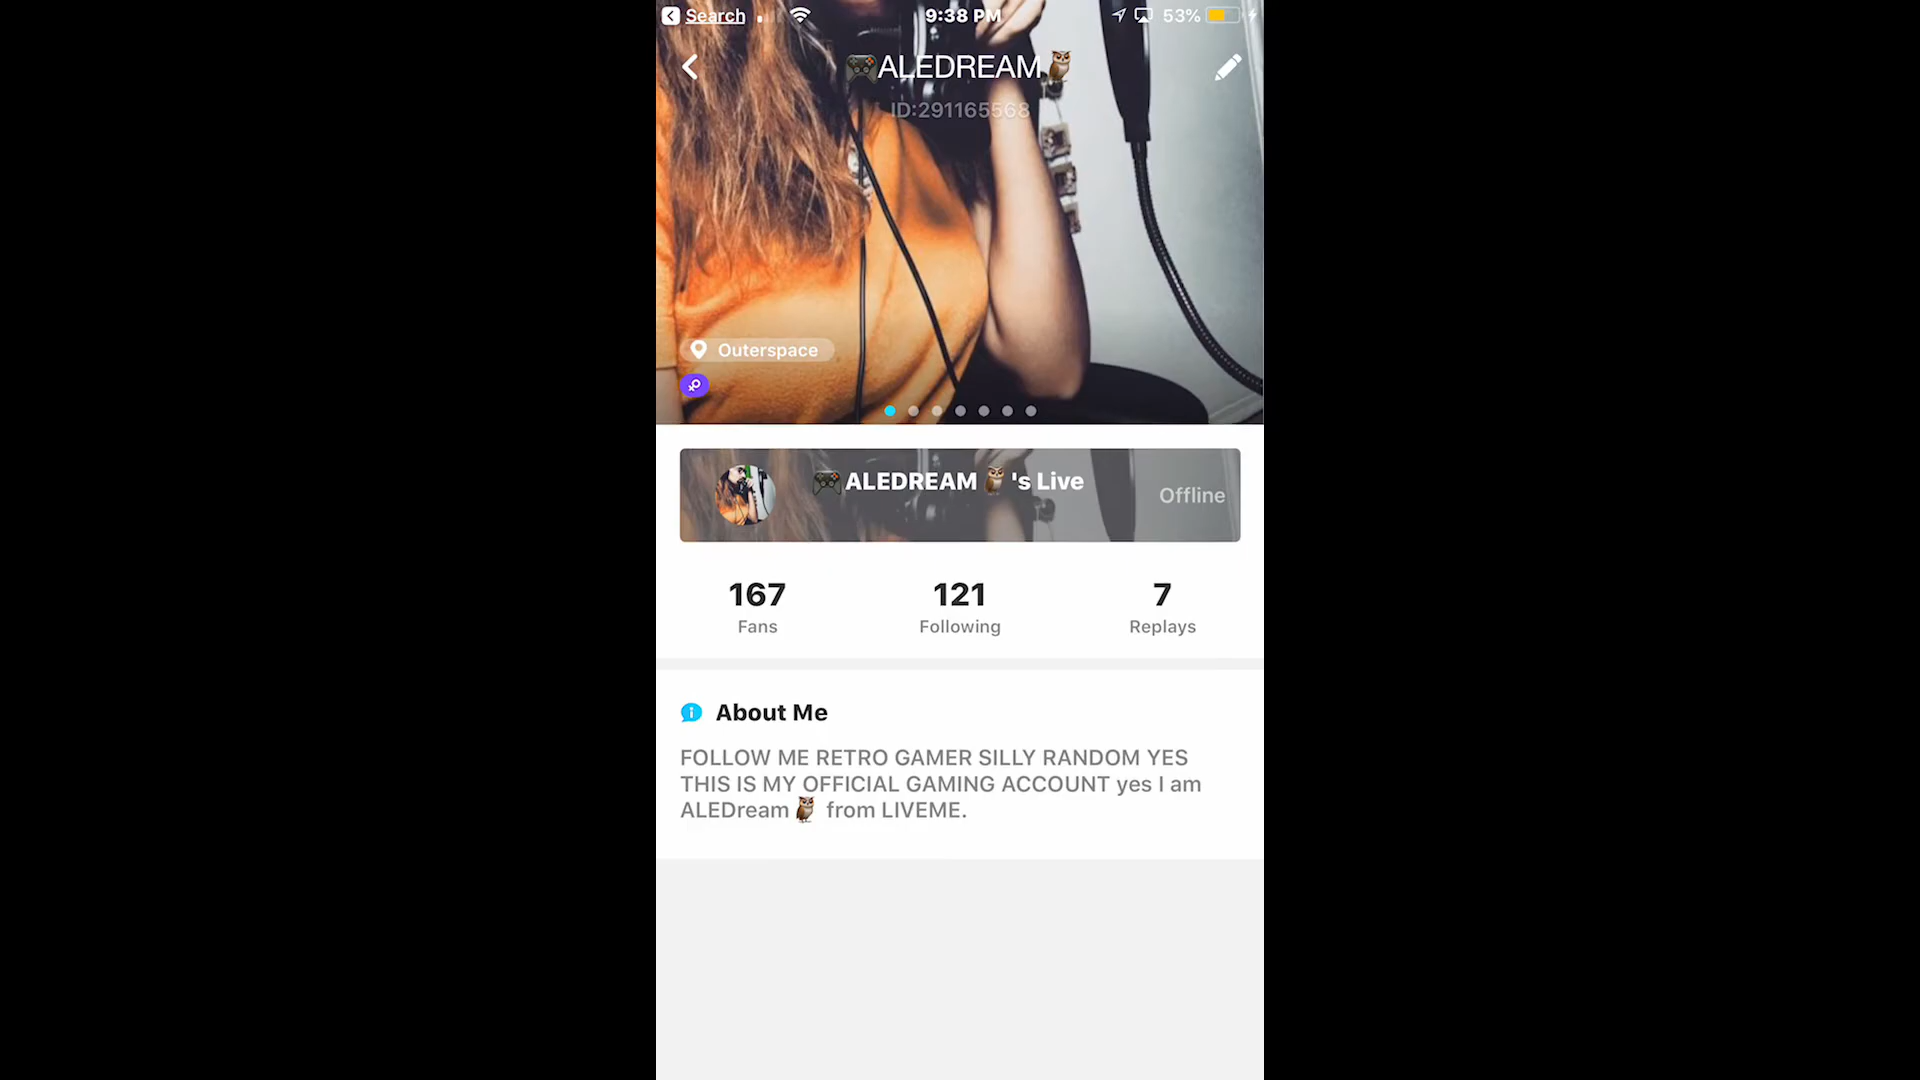 Search 9:38 PM 53%
🎮ALEDREAM🦉
ID:291165568
Outerspace
🎮ALEDREAM🦉's Live
Offline
167 121 7
Fans Following Replays
About Me
FOLLOW ME RETRO GAMER SILLY RANDOM YES
THIS IS MY OFFICIAL GAMING ACCOUNT yes I am
ALEDream🦉 from LIVEME.